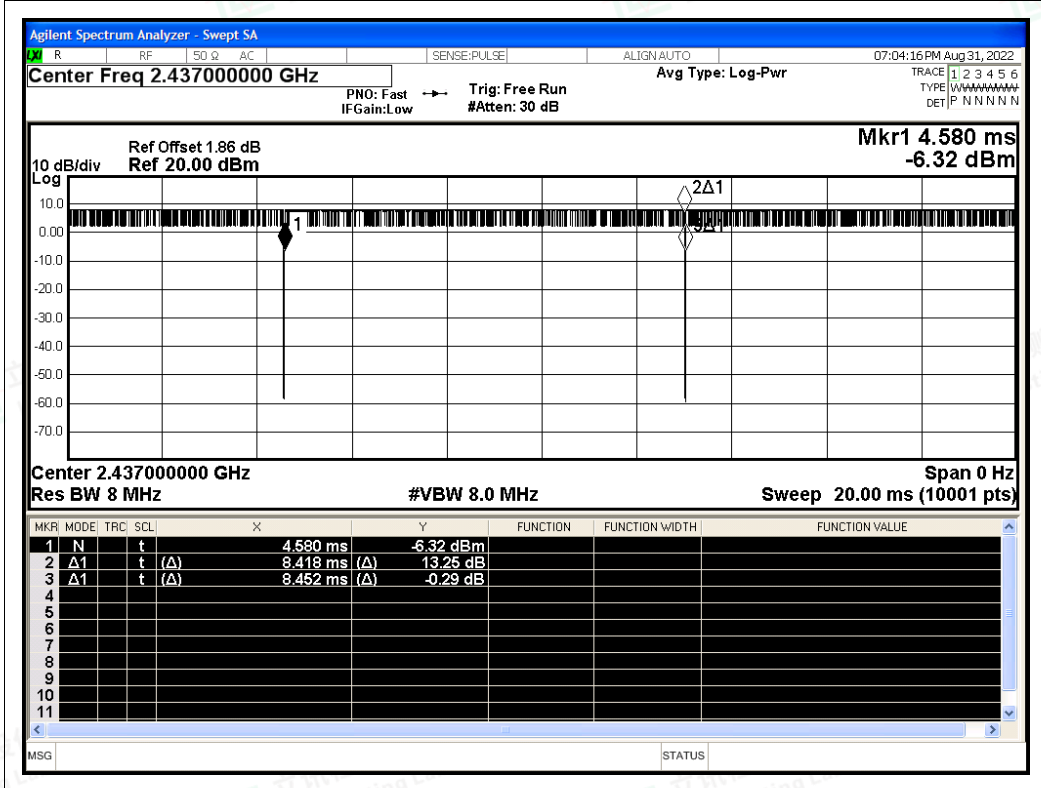 Agilent Spectrum Analyzer - Swept SA
LXI R RF 50 Ω AC SENSE:PULSE ALIGN AUTO 07:04:16 PM Aug 31, 2022
Center Freq 2.437000000 GHz Avg Type: Log-Pwr TRACE 1 2 3 4 5 6
PNO: Fast Trig: Free Run TYPE WWWWWW
IFGain:Low #Atten: 30 dB DET P N N N N N
Mkr1 4.580 ms
Ref Offset 1.86 dB
10 dB/div Ref 20.00 dBm -6.32 dBm
Log
2Δ1
10.0
1 3Δ1
0.00
-10.0
-20.0
-30.0
-40.0
-50.0
-60.0
-70.0
Center 2.437000000 GHz Span 0 Hz
Res BW 8 MHz #VBW 8.0 MHz Sweep 20.00 ms (10001 pts)
MKR MODE TRC SCL X Y FUNCTION FUNCTION WIDTH FUNCTION VALUE
1 N t 4.580 ms -6.32 dBm
2 Δ1 t (Δ) 8.418 ms (Δ) 13.25 dB
3 Δ1 t (Δ) 8.452 ms (Δ) -0.29 dB
4
5
6
7
8
9
10
11
MSG STATUS